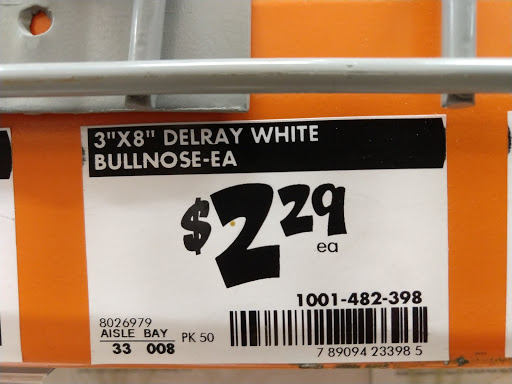 3"X8" DELRAY WHITE
BULLNOSE-EA
$2.29
ea
1001-482-398
8026979
AISLE BAY PK 50
33 008
7 89094 23398 5